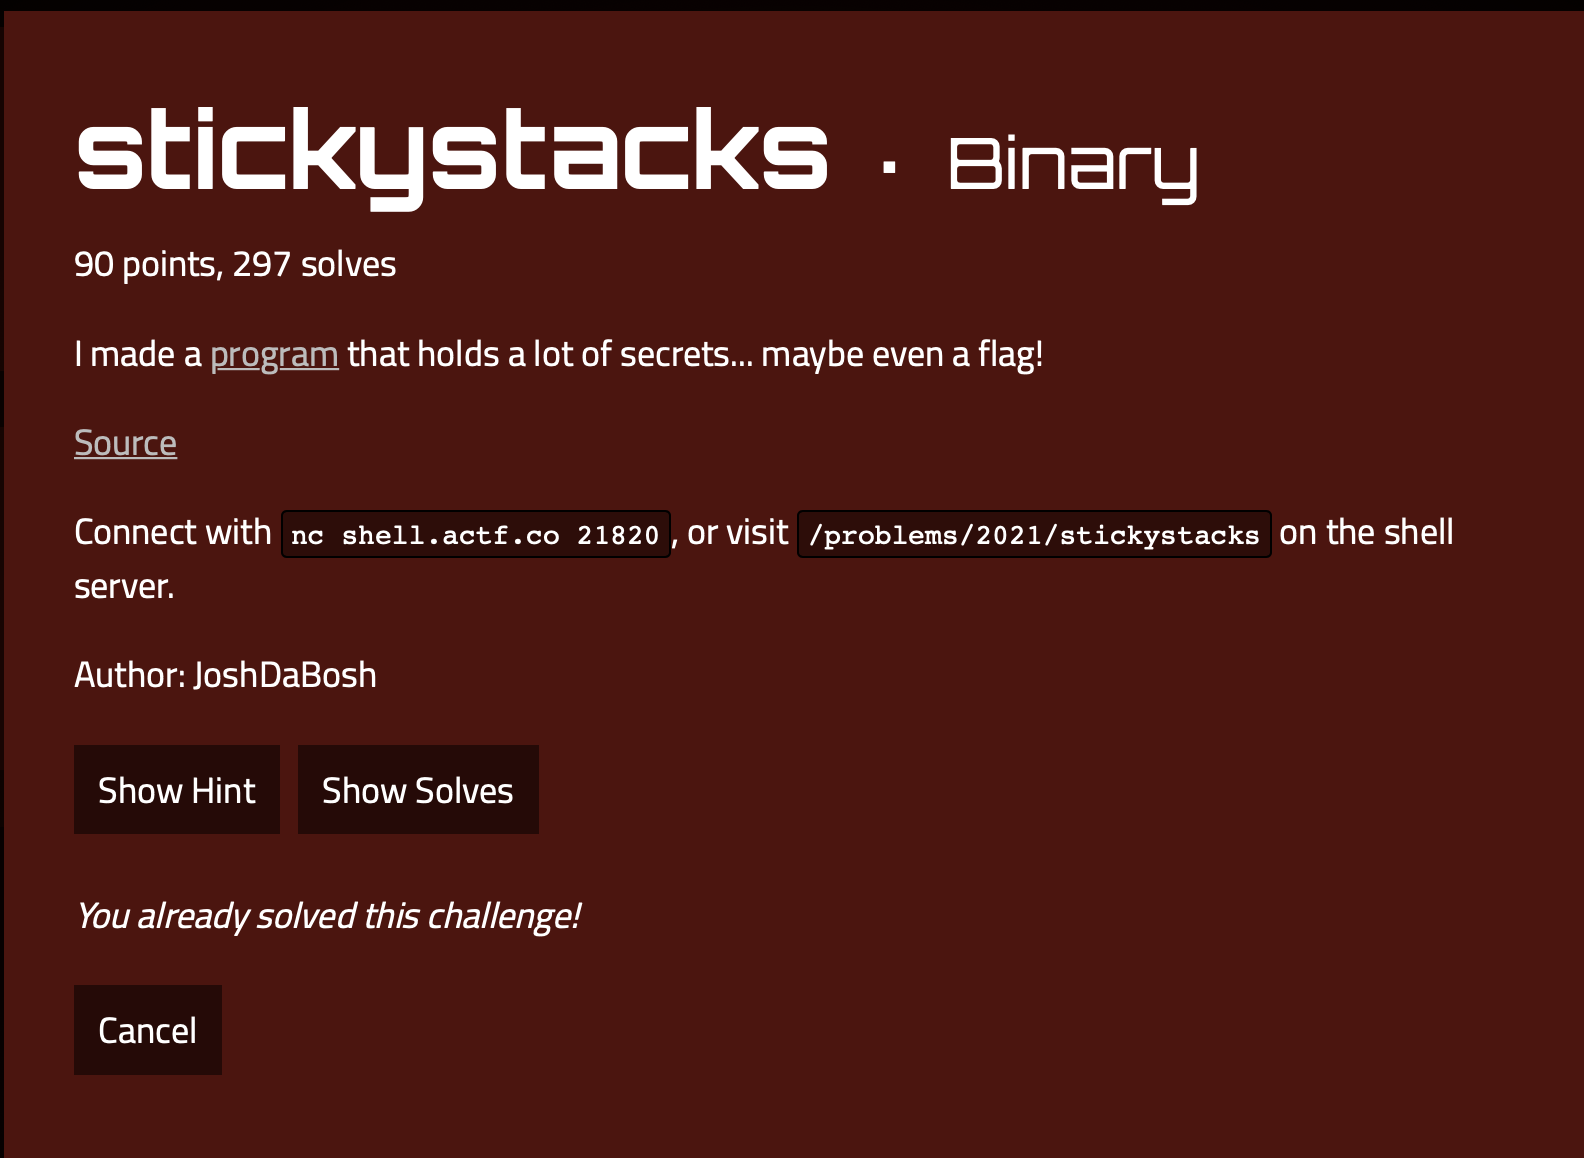 stickystacks · Binary
90 points, 297 solves
I made a program that holds a lot of secrets... maybe even a flag!
Source
Connect with nc shell.actf.co 21820, or visit /problems/2021/stickystacks on the shell
server.
Author: JoshDaBosh
Show Hint Show Solves
You already solved this challenge!
Cancel